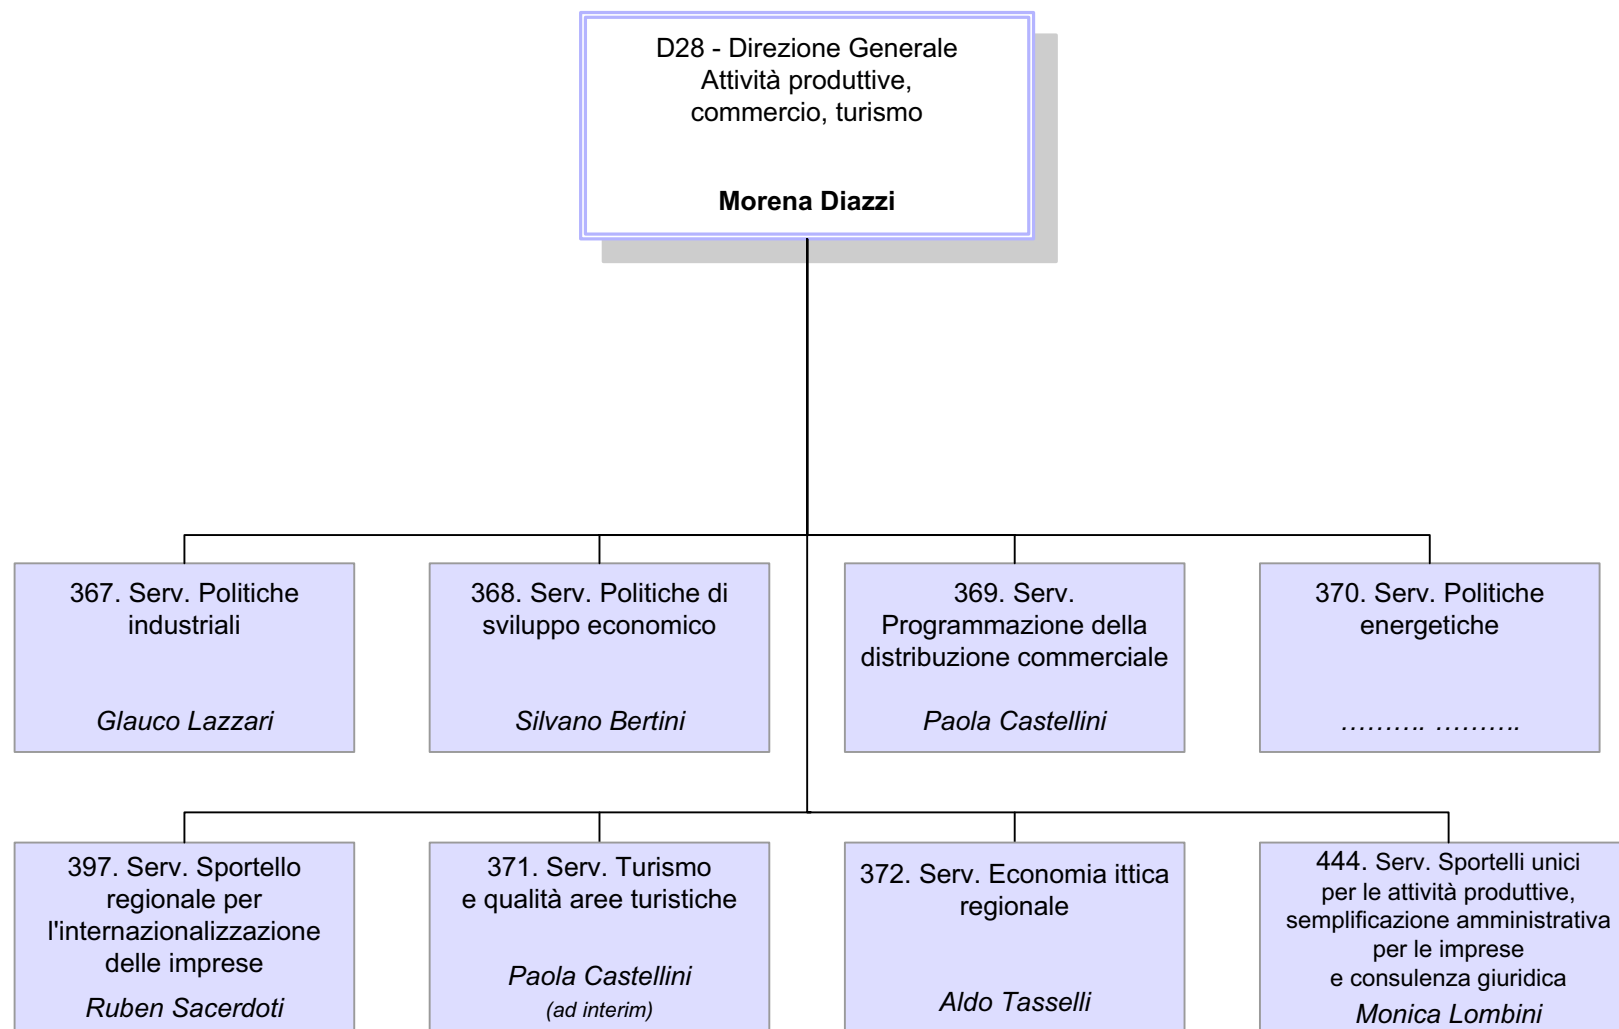 D28 - Direzione Generale
Attività produttive,
commercio, turismo
Morena Diazzi
367. Serv. Politiche
industriali
Glauco Lazzari
368. Serv. Politiche di
sviluppo economico
Silvano Bertini
369. Serv.
Programmazione della
distribuzione commerciale
Paola Castellini
370. Serv. Politiche
energetiche
.......... ..........
397. Serv. Sportello
regionale per
l'internazionalizzazione
delle imprese
Ruben Sacerdoti
371. Serv. Turismo
e qualità aree turistiche
Paola Castellini
(ad interim)
372. Serv. Economia ittica
regionale
Aldo Tasselli
444. Serv. Sportelli unici
per le attività produttive,
semplificazione amministrativa
per le imprese
e consulenza giuridica
Monica Lombini